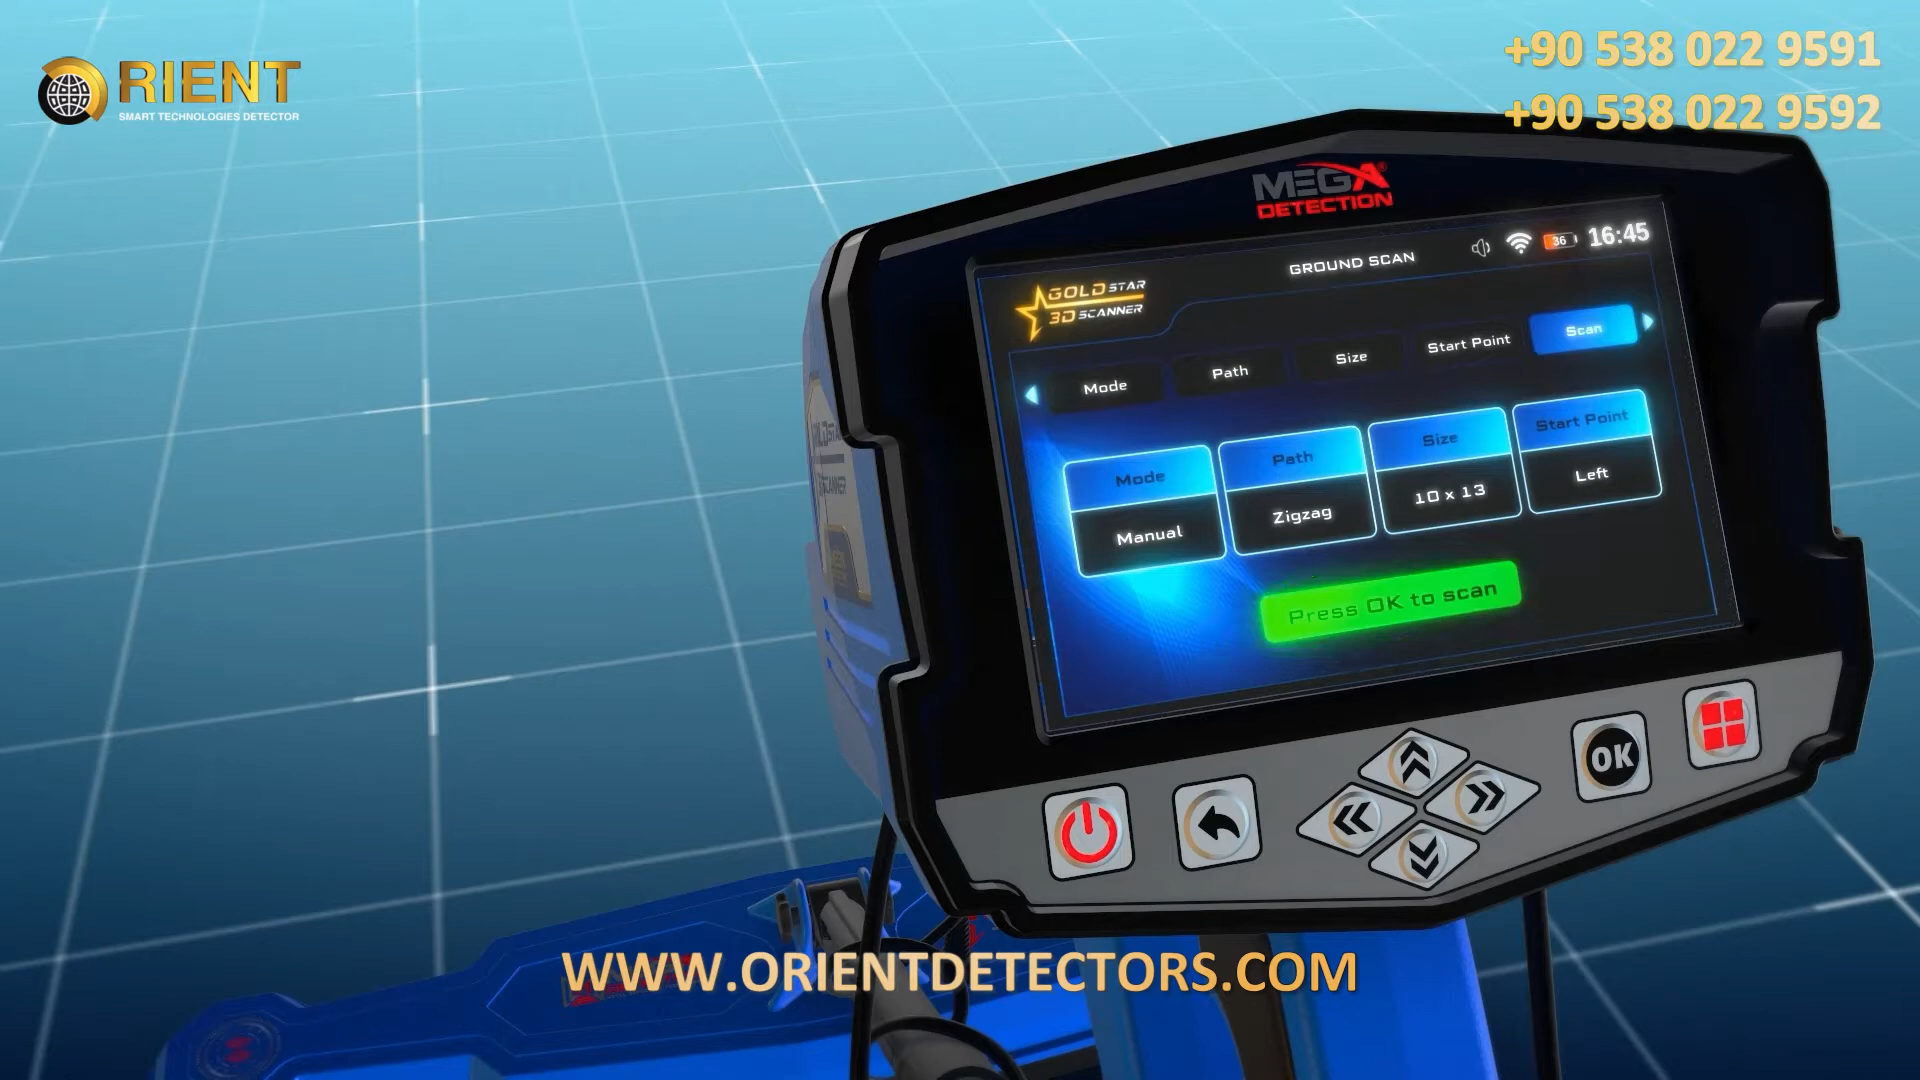 RIENT
SMART TECHNOLOGIES DETECTOR
+90 538 022 9591
+90 538 022 9592
MEGA
DETECTION
GOLD STAR
3D SCANNER
GROUND SCAN
36
16:45
Mode
Path
Size
Start Point
Scan
Mode
Path
Size
Start Point
Manual
Zigzag
10 x 13
Left
Press OK to scan
OK
WWW.ORIENTDETECTORS.COM